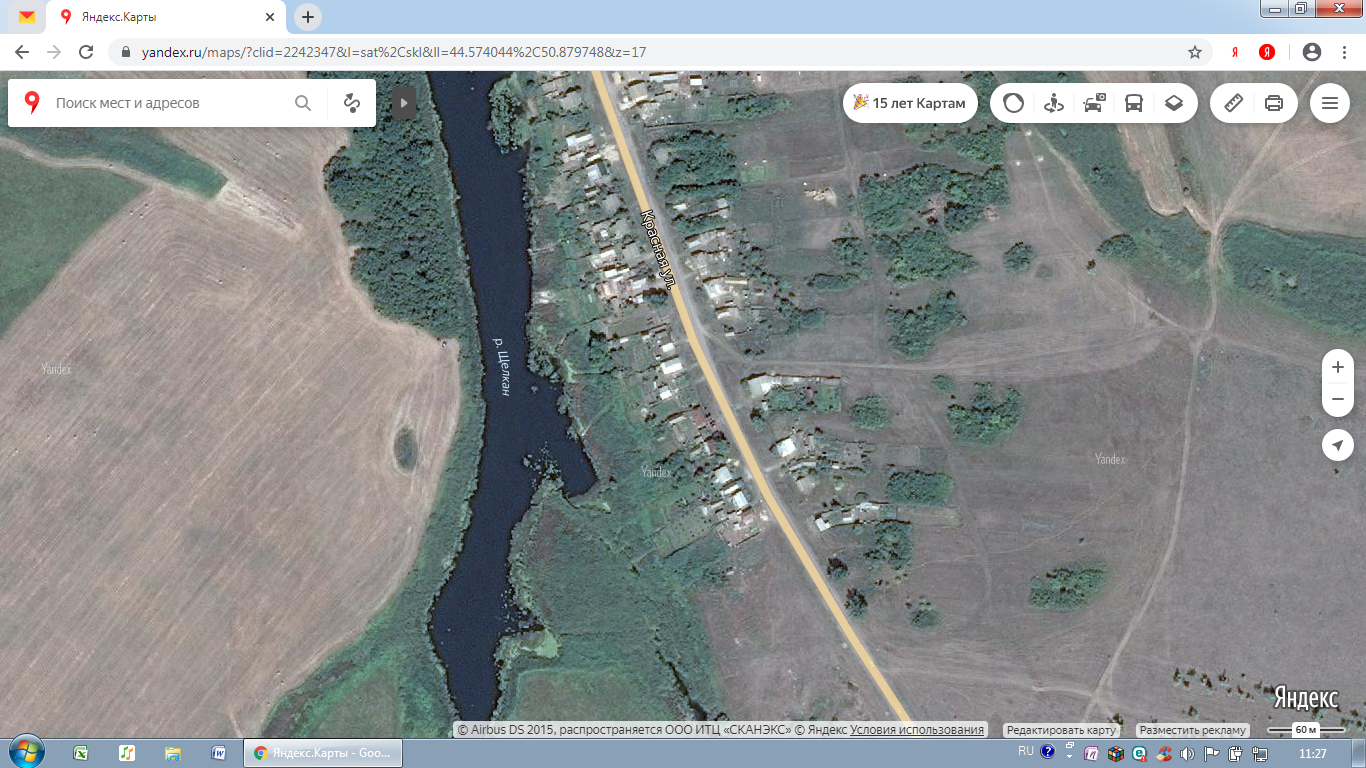 Яндекс.Карты
yandex.ru/maps/?clid=2242347&l=sat%2Cskl&ll=44.574044%2C50.879748&z=17
Поиск мест и адресов
15 лет Картам
Красная ул.
р. Щелкан
Yandex
Yandex
Yandex
Яндекс
© Airbus DS 2015, распространяется ООО ИТЦ «СКАНЭКС» © Яндекс Условия использования
Редактировать карту
Разместить рекламу
60 м
Яндекс.Карты - Goo...
RU
11:27